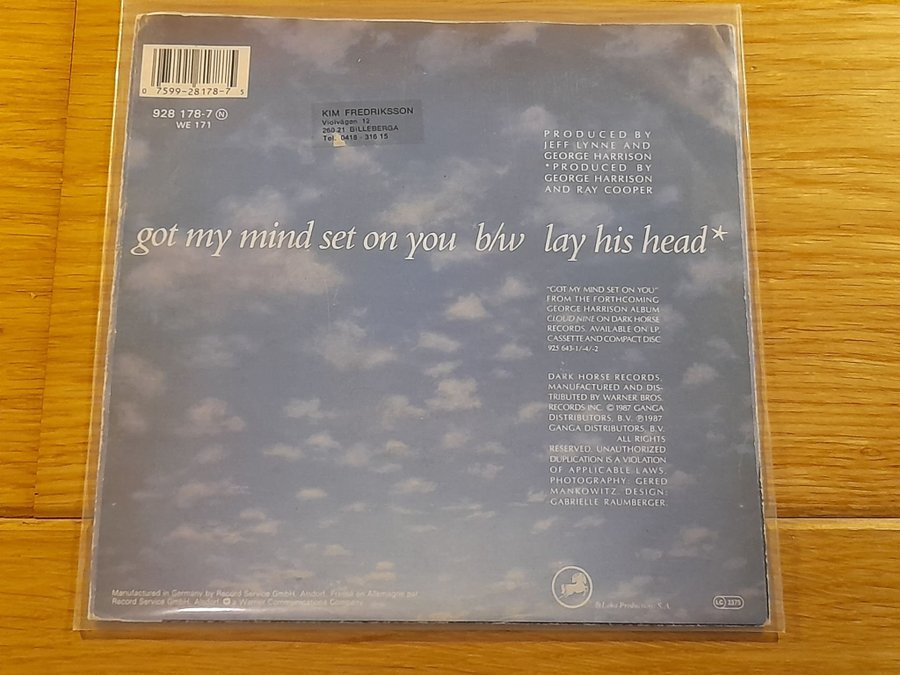 0 7599-28178-7 5
928 178-7 N
WE 171
KIM FREDRIKSSON
Violvägen 12
260 21 BILLEBERGA
Tel. 0418 - 316 15
PRODUCED BY
JEFF LYNNE AND
GEORGE HARRISON
*PRODUCED BY
GEORGE HARRISON
AND RAY COOPER
got my mind set on you b/w lay his head*
"GOT MY MIND SET ON YOU"
FROM THE FORTHCOMING
GEORGE HARRISON ALBUM
CLOUD NINE ON DARK HORSE
RECORDS. AVAILABLE ON LP,
CASSETTE AND COMPACT DISC
925 643-1/-4/-2
DARK HORSE RECORDS,
MANUFACTURED AND DIS-
TRIBUTED BY WARNER BROS.
RECORDS INC. © 1987 GANGA
DISTRIBUTORS, B.V. ℗ 1987
GANGA DISTRIBUTORS, B.V.
ALL RIGHTS
RESERVED. UNAUTHORIZED
DUPLICATION IS A VIOLATION
OF APPLICABLE LAWS.
PHOTOGRAPHY: GERED
MANKOWITZ. DESIGN:
GABRIELLE RAUMBERGER.
Manufactured in Germany by Record Service GmbH, Alsdorf. Pressé en Allemagne par
Record Service GmbH, Alsdorf. a Warner Communications Company
® Loka Productions, S.A.
LC 3375